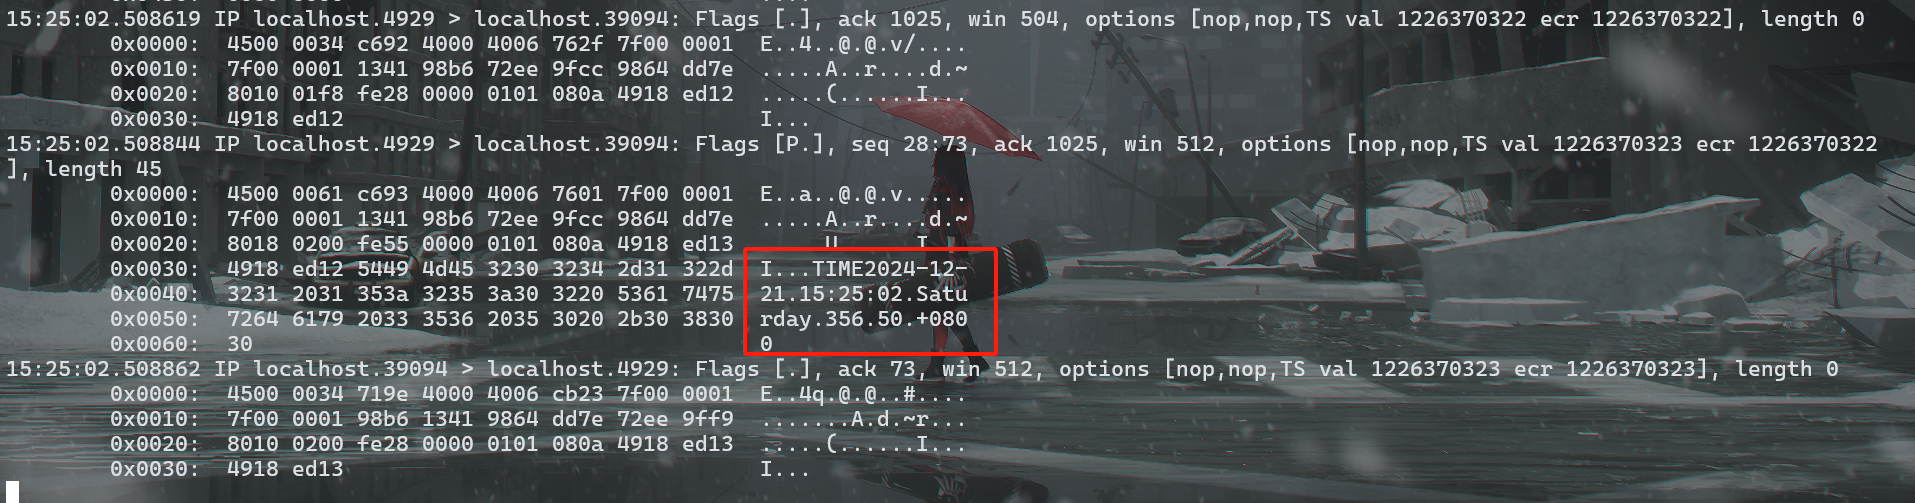 15:25:02.508619 IP localhost.4929 > localhost.39094: Flags [.], ack 1025, win 504, options [nop,nop,TS val 1226370322 ecr 1226370322], length 0
0x0000:  4500 0034 c692 4000 4006 762f 7f00 0001  E..4..@.@.v/....
0x0010:  7f00 0001 1341 98b6 72ee 9fcc 9864 dd7e  .....A..r....d.~
0x0020:  8010 01f8 fe28 0000 0101 080a 4918 ed12  .....(......I...
0x0030:  4918 ed12                                I...
15:25:02.508844 IP localhost.4929 > localhost.39094: Flags [P.], seq 28:73, ack 1025, win 512, options [nop,nop,TS val 1226370323 ecr 1226370322
], length 45
0x0000:  4500 0061 c693 4000 4006 7601 7f00 0001  E..a..@.@.v.....
0x0010:  7f00 0001 1341 98b6 72ee 9fcc 9864 dd7e  .....A..r....d.~
0x0020:  8018 0200 fe55 0000 0101 080a 4918 ed13  .....U......I...
0x0030:  4918 ed12 5449 4d45 3230 3234 2d31 322d  I...TIME2024-12-
0x0040:  3231 2031 353a 3235 3a30 3220 5361 7475  21.15:25:02.Satu
0x0050:  7264 6179 2033 3536 2035 3020 2b30 3830  rday.356.50.+080
0x0060:  30                                       0
15:25:02.508862 IP localhost.39094 > localhost.4929: Flags [.], ack 73, win 512, options [nop,nop,TS val 1226370323 ecr 1226370323], length 0
0x0000:  4500 0034 719e 4000 4006 cb23 7f00 0001  E..4q.@.@..#....
0x0010:  7f00 0001 98b6 1341 9864 dd7e 72ee 9ff9  .......A.d.~r...
0x0020:  8010 0200 fe28 0000 0101 080a 4918 ed13  .....(......I...
0x0030:  4918 ed13                                I...